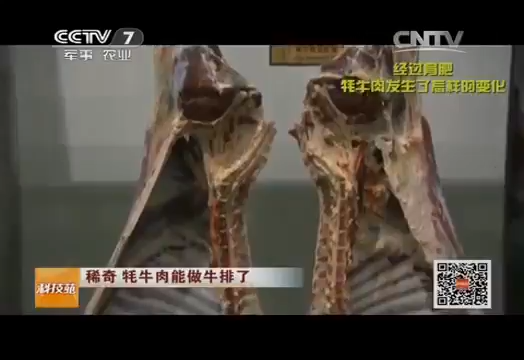 CCTV 7
军事 农业
CNTV
经过育肥
牦牛肉发生了怎样的变化
稀奇 牦牛肉能做牛排了
科技苑